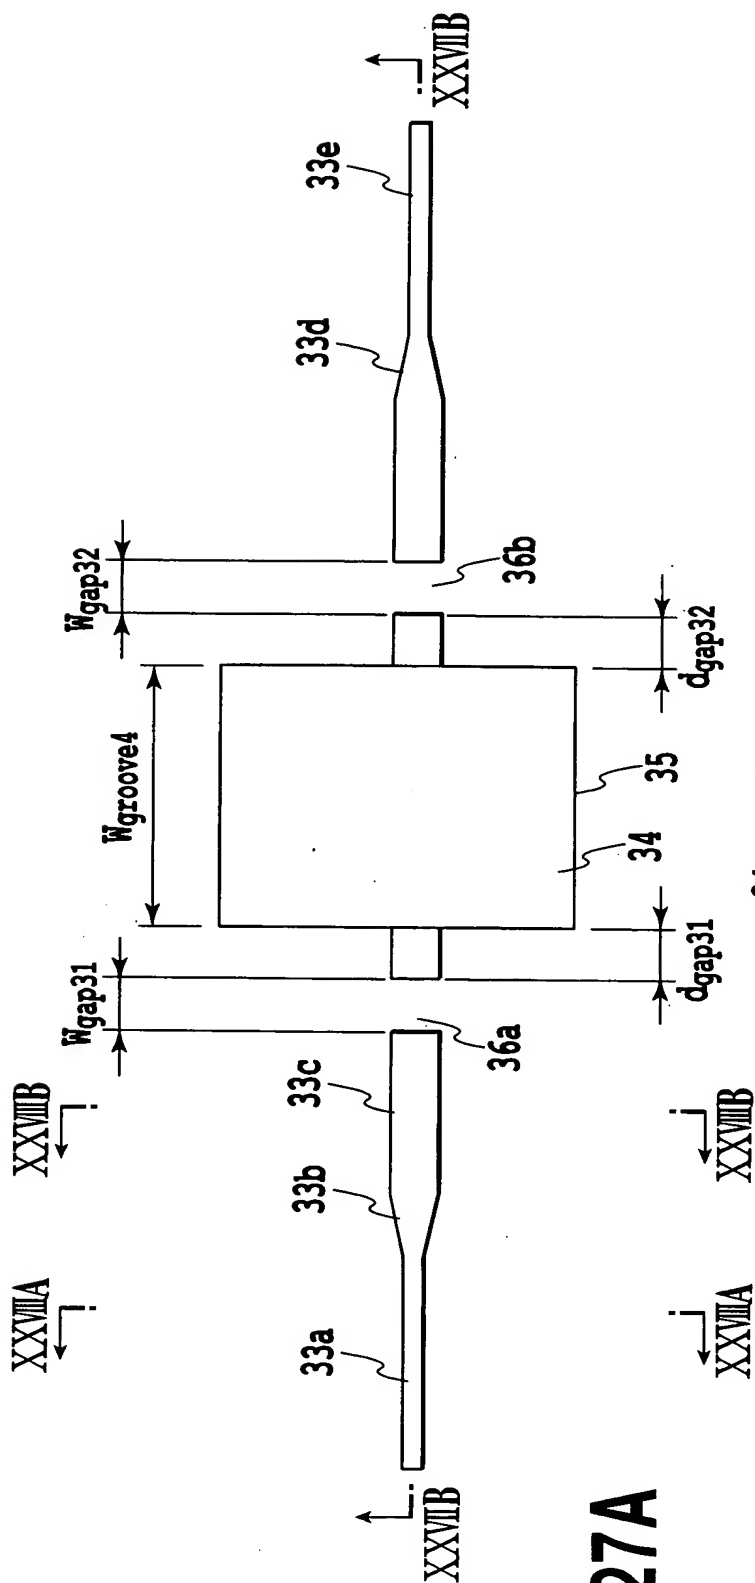 XXVIIIA
XXVIIIB
XXVIIB
Wgap31
Wgroove4
Wgap32
33a
33b
33c
33d
33e
36a
36b
XXVIIB
34
35
dgap31
dgap32
XXVIIIA
XXVIIIB
27A